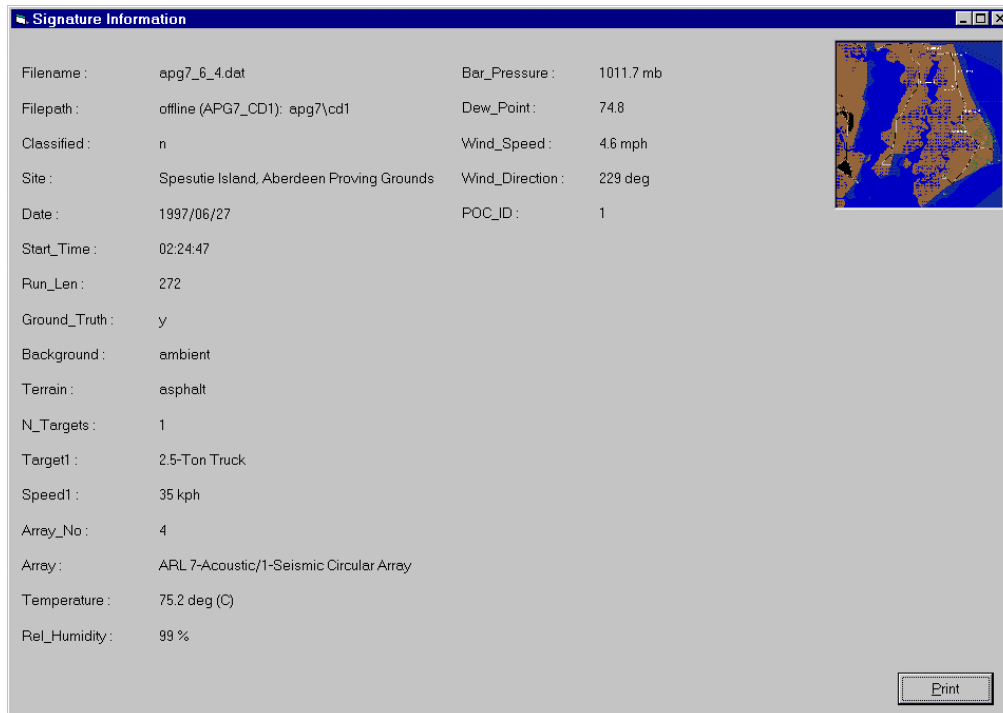 Signature Information
Filename : apg7_6_4.dat
Filepath : offline (APG7_CD1): apg7\cd1
Classified : n
Site : Spesutie Island, Aberdeen Proving Grounds
Date : 1997/06/27
Start_Time : 02:24:47
Run_Len : 272
Ground_Truth : y
Background : ambient
Terrain : asphalt
N_Targets : 1
Target1 : 2.5-Ton Truck
Speed1 : 35 kph
Array_No : 4
Array : ARL 7-Acoustic/1-Seismic Circular Array
Temperature : 75.2 deg (C)
Rel_Humidity : 99 %
Bar_Pressure : 1011.7 mb
Dew_Point : 74.8
Wind_Speed : 4.6 mph
Wind_Direction : 229 deg
POC_ID : 1
Print